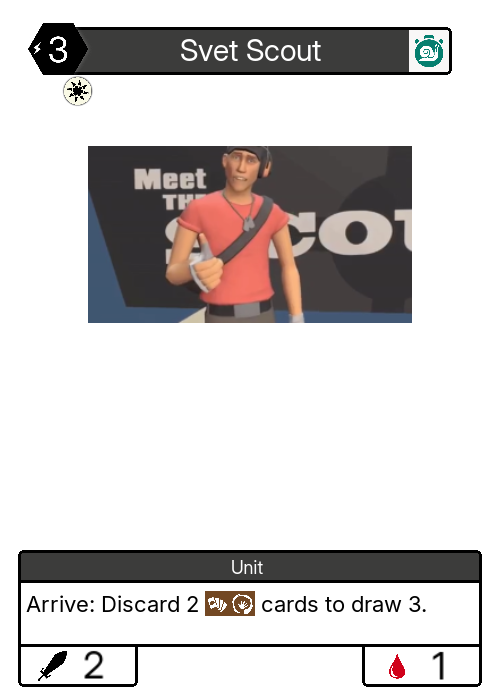 3
Svet Scout
Meet
THE
SCOUT
Unit
Arrive: Discard 2 cards to draw 3.
2
1